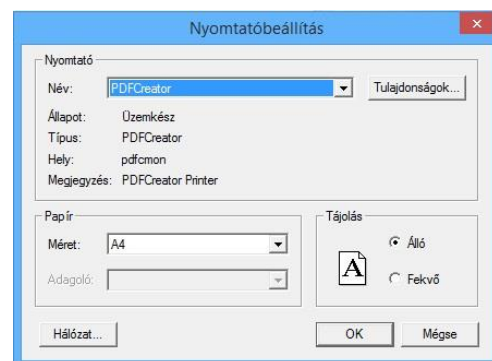 Nyomtatóbeállítás
Nyomtató
Név: PDFCreator Tulajdonságok...
Állapot: Üzemkész
Típus: PDFCreator
Hely: pdfcmon
Megjegyzés: PDFCreator Printer
Papír
Méret: A4
Adagoló:
Tájolás
A
Álló
Fekvő
Hálózat... OK Mégse